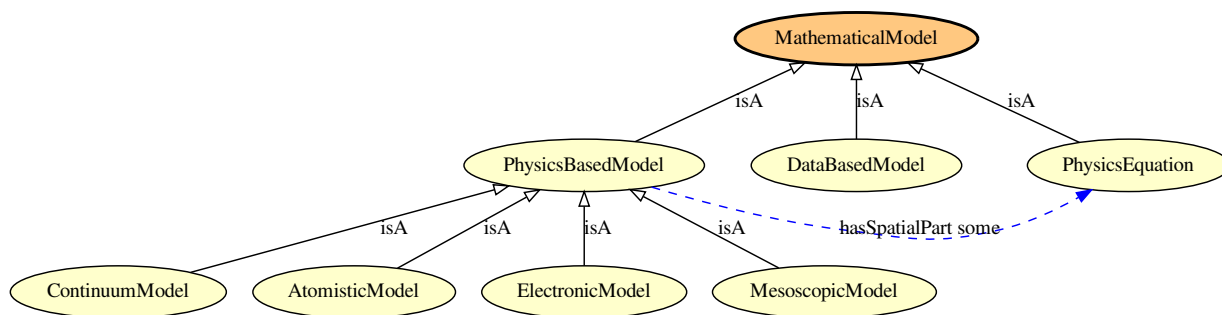 MathematicalModel
isA
isA
isA
PhysicsBasedModel
DataBasedModel
PhysicsEquation
isA
isA
isA
isA
hasSpatialPart some
ContinuumModel
AtomisticModel
ElectronicModel
MesoscopicModel